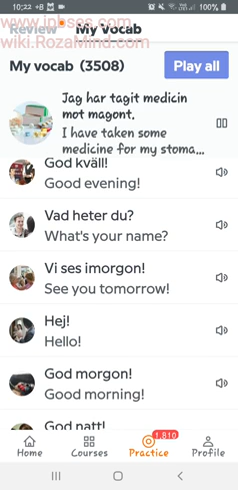 10:22 +B
100%
www.inoses.com
Review My Vocab
wiki.RozaMind.com
My vocab (3508)
Play all
Jag har tagit medicin
mot magont.
I have taken some
medicine for my stoma...
God kväll!
Good evening!
Vad heter du?
What's your name?
Vi ses imorgon!
See you tomorrow!
Hej!
Hello!
God morgon!
Good morning!
God natt!
1,810
Home Courses Practice Profile